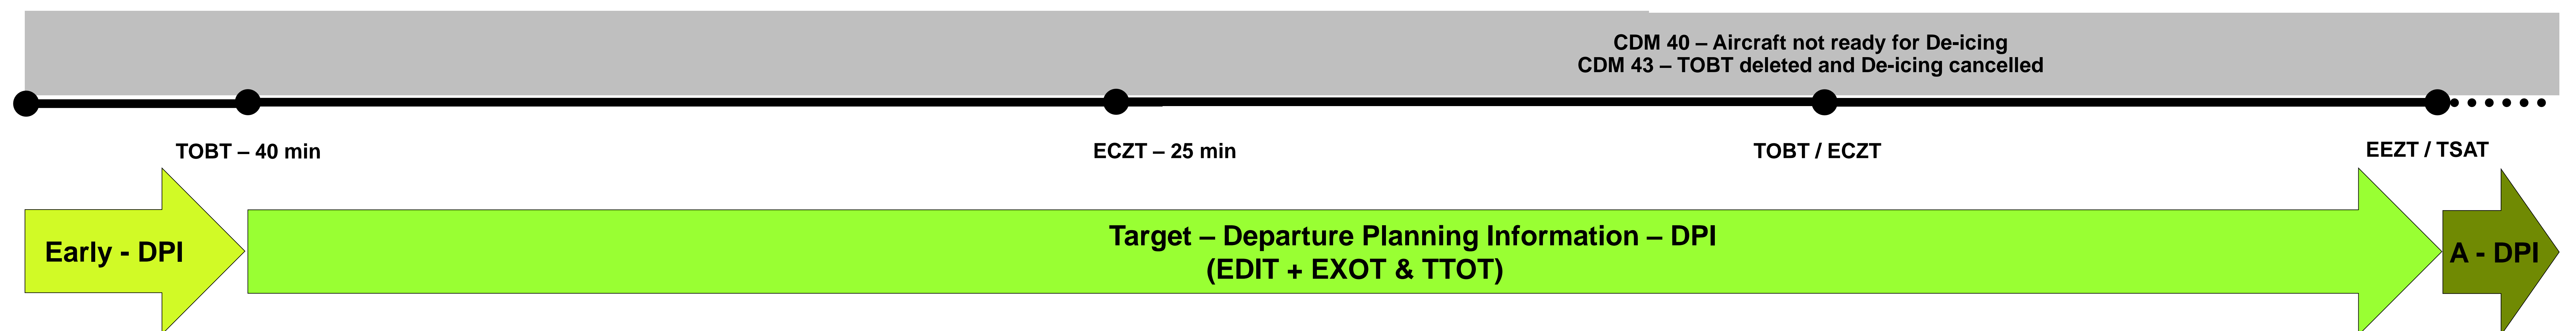 CDM 40 – Aircraft not ready for De-icing
CDM 43 – TOBT deleted and De-icing cancelled
TOBT – 40 min
ECZT – 25 min
TOBT / ECZT
EEZT / TSAT
Early - DPI
Target – Departure Planning Information – DPI
(EDIT + EXOT & TTOT)
A - DPI